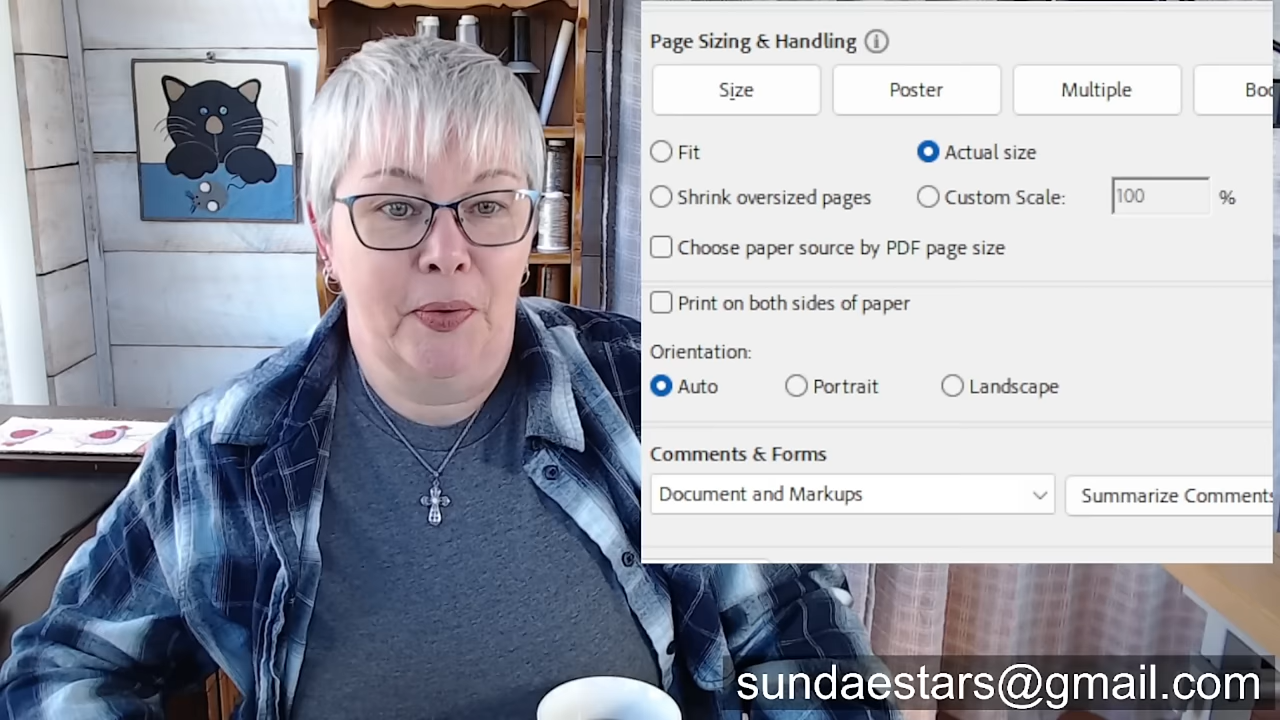 Page Sizing & Handling
Size Poster Multiple
Fit Actual size
Shrink oversized pages Custom Scale: 100 %
Choose paper source by PDF page size
Print on both sides of paper
Orientation:
Auto Portrait Landscape
Comments & Forms
Document and Markups Summarize Comments
sundaestars@gmail.com